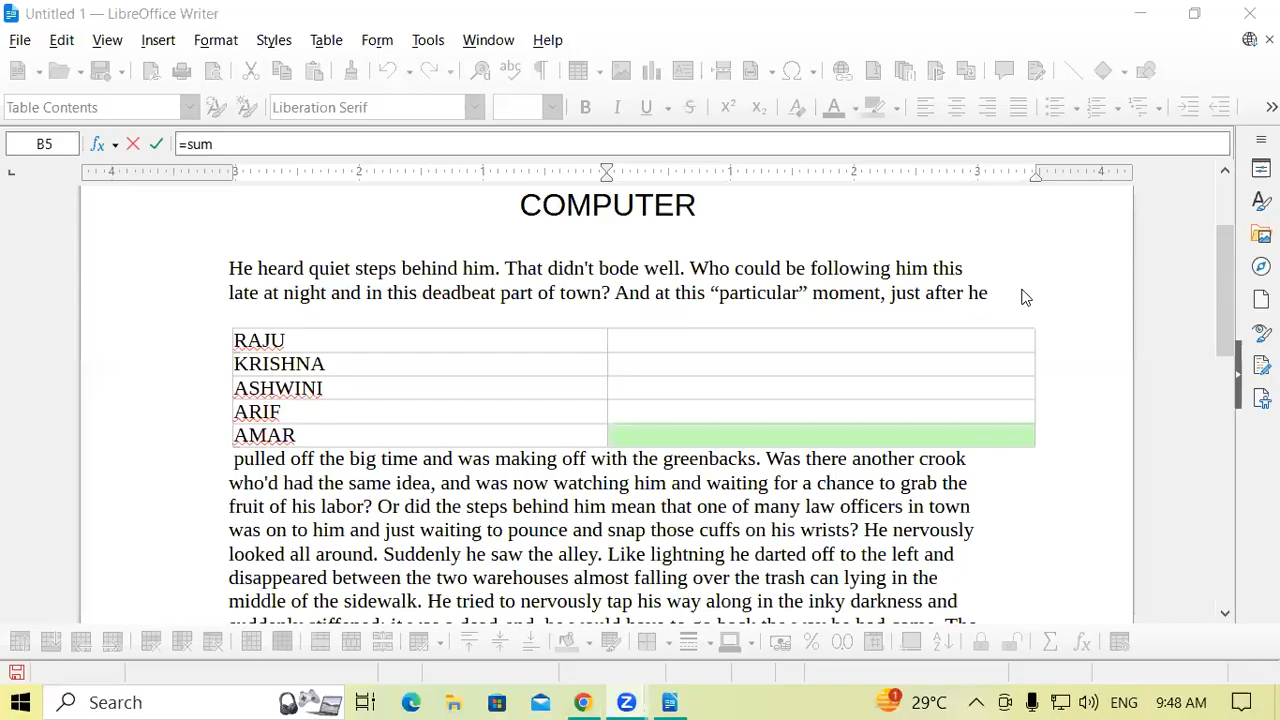 Untitled 1 — LibreOffice Writer
File Edit View Insert Format Styles Table Form Tools Window Help
Table Contents Liberation Serif
B5 =sum
4 3 2 1 1 2 3 4
COMPUTER
He heard quiet steps behind him. That didn't bode well. Who could be following him this
late at night and in this deadbeat part of town? And at this “particular” moment, just after he
RAJU
KRISHNA
ASHWINI
ARIF
AMAR
pulled off the big time and was making off with the greenbacks. Was there another crook
who'd had the same idea, and was now watching him and waiting for a chance to grab the
fruit of his labor? Or did the steps behind him mean that one of many law officers in town
was on to him and just waiting to pounce and snap those cuffs on his wrists? He nervously
looked all around. Suddenly he saw the alley. Like lightning he darted off to the left and
disappeared between the two warehouses almost falling over the trash can lying in the
middle of the sidewalk. He tried to nervously tap his way along in the inky darkness and
Search 1 29°C ENG 9:48 AM